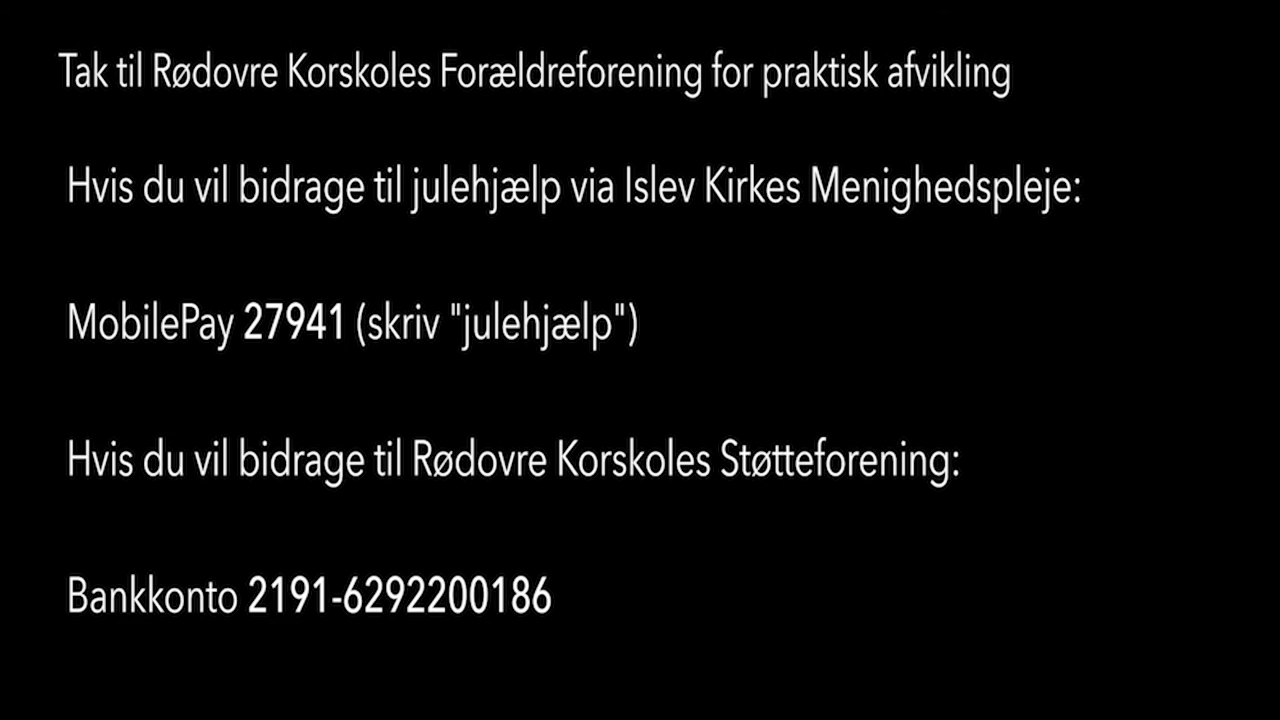 Tak til Rødovre Korskoles Forældreforening for praktisk afvikling
Hvis du vil bidrage til julehjælp via Islev Kirkes Menighedspleje:
MobilePay 27941 (skriv "julehjælp")
Hvis du vil bidrage til Rødovre Korskoles Støtteforening:
Bankkonto 2191-6292200186